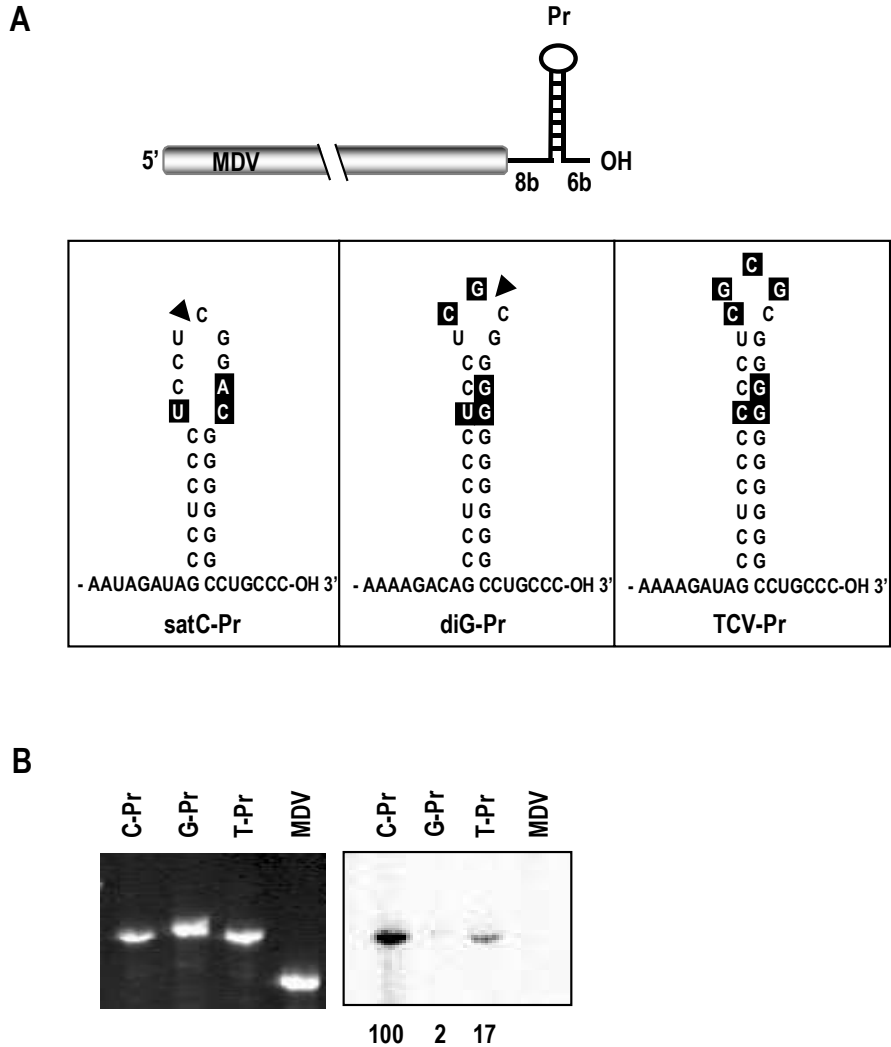 A
Pr
5' MDV OH
8b 6b
C
U G
C G
C A
U C
C G
C G
C G
U G
C G
C G
- AAUAGAUAG CCUGCCC-OH 3'
satC-Pr
G
C C
U G
C G
C G
U G
C G
C G
C G
U G
C G
C G
- AAAAGACAG CCUGCCC-OH 3'
diG-Pr
C
G G
C C
U G
C G
C G
C G
C G
C G
C G
U G
C G
C G
- AAAAGAUAG CCUGCCC-OH 3'
TCV-Pr
B
C-Pr G-Pr T-Pr MDV
C-Pr G-Pr T-Pr MDV
100 2 17